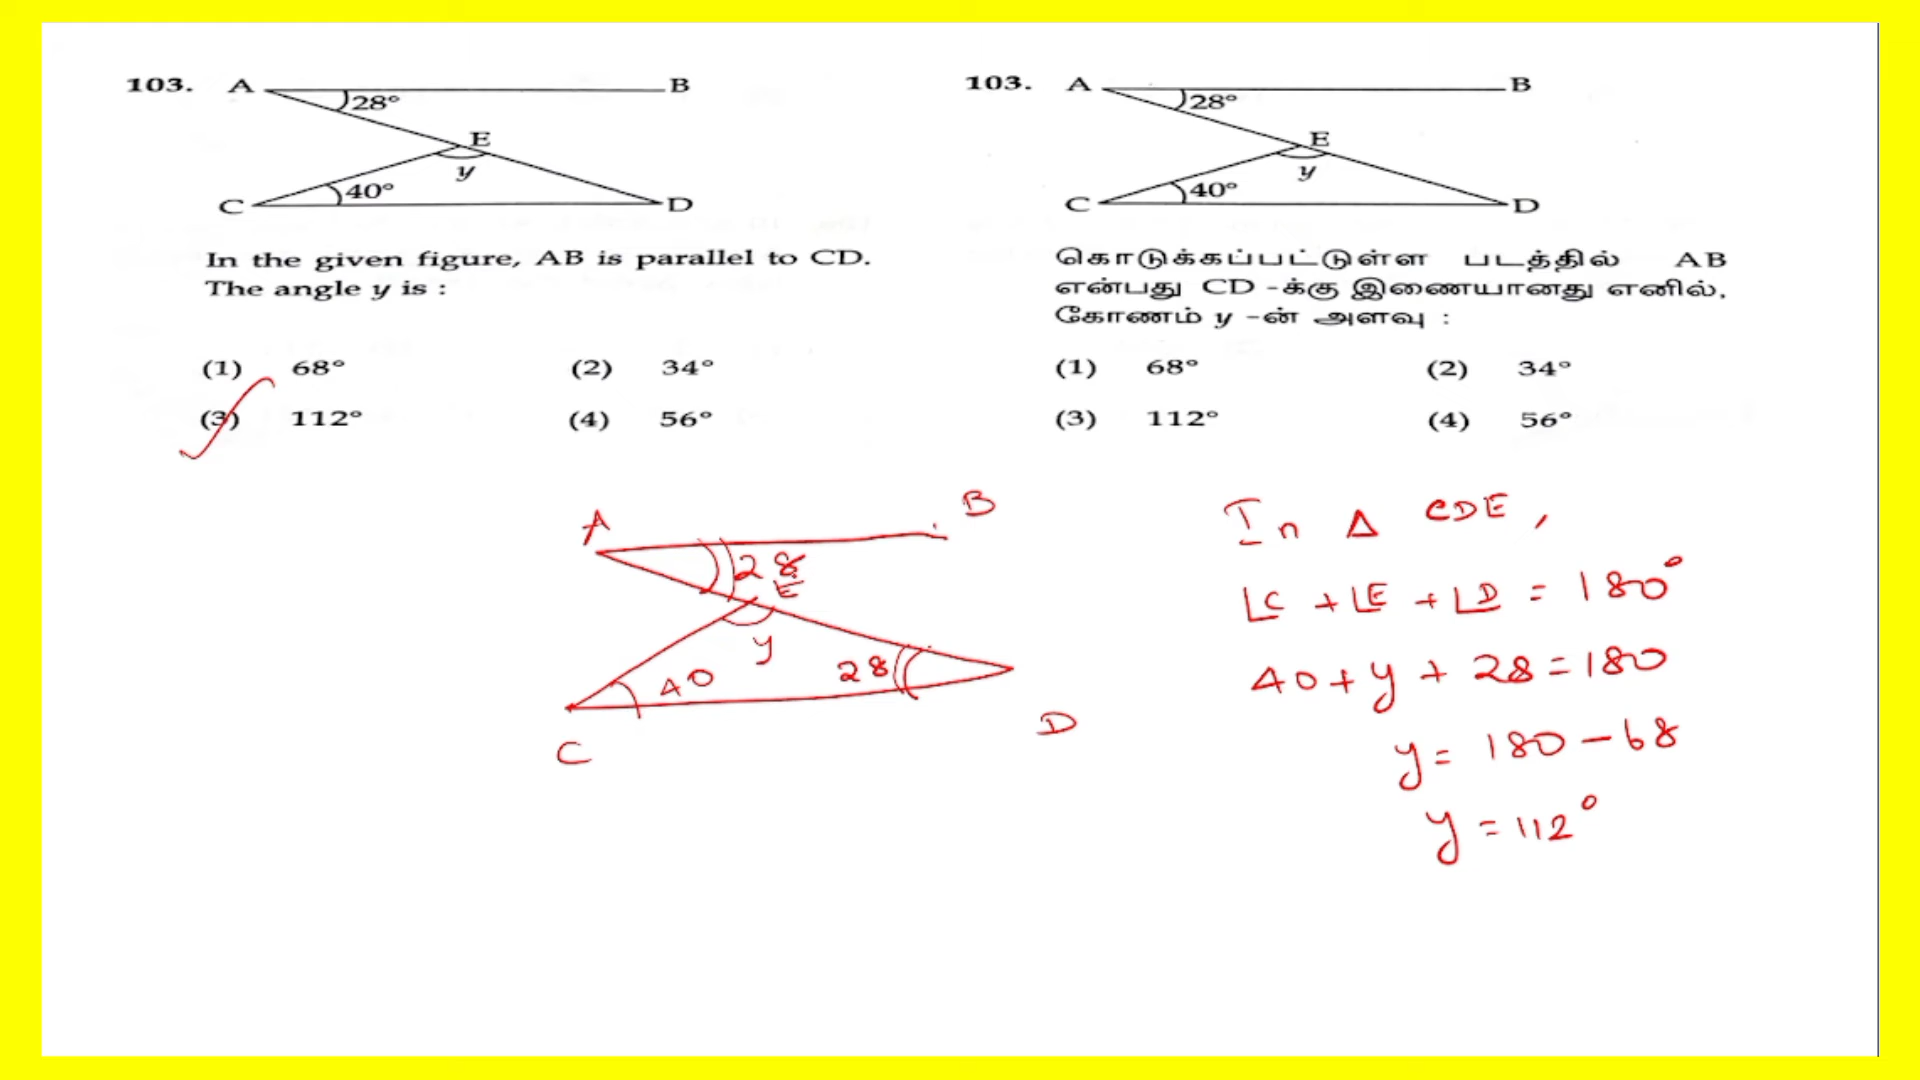 103. A B
28°
E
y
40°
C D
In the given figure, AB is parallel to CD.
The angle y is :
(1) 68° (2) 34°
(3) 112° (4) 56°
103. A B
28°
E
y
40°
C D
கொடுக்கப்பட்டுள்ள படத்தில் AB
என்பது CD -க்கு இணையானது எனில்,
கோணம் y -ன் அளவு :
(1) 68° (2) 34°
(3) 112° (4) 56°
A B
28
E
y
40 28
C D
In Δ CDE,
∠C + ∠E + ∠D = 180°
40 + y + 28 = 180
y = 180 - 68
y = 112°